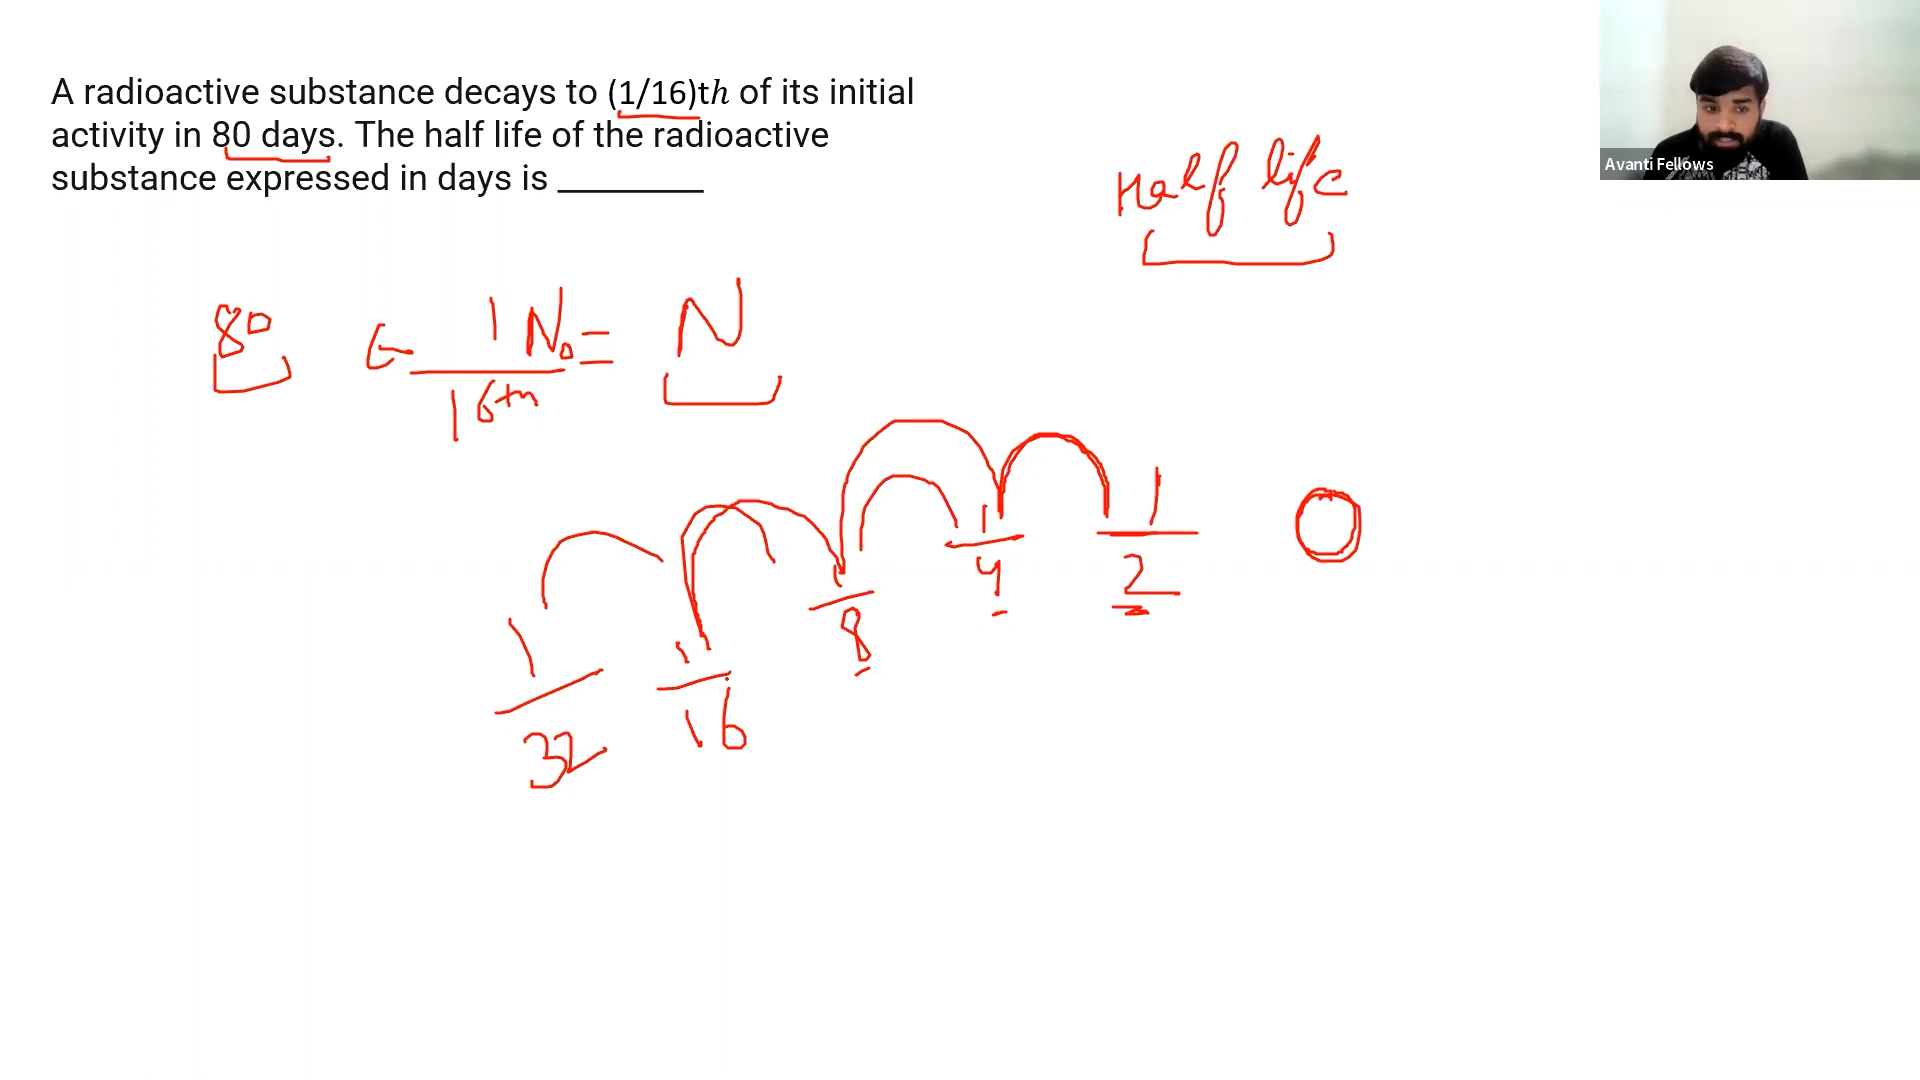 A radioactive substance decays to (1/16)th of its initial
activity in 80 days. The half life of the radioactive
substance expressed in days is ________
Avanti Fellows
Half life
80 1 N₀ = N
16th
1/2
1/4
1/8
1/16
1/32